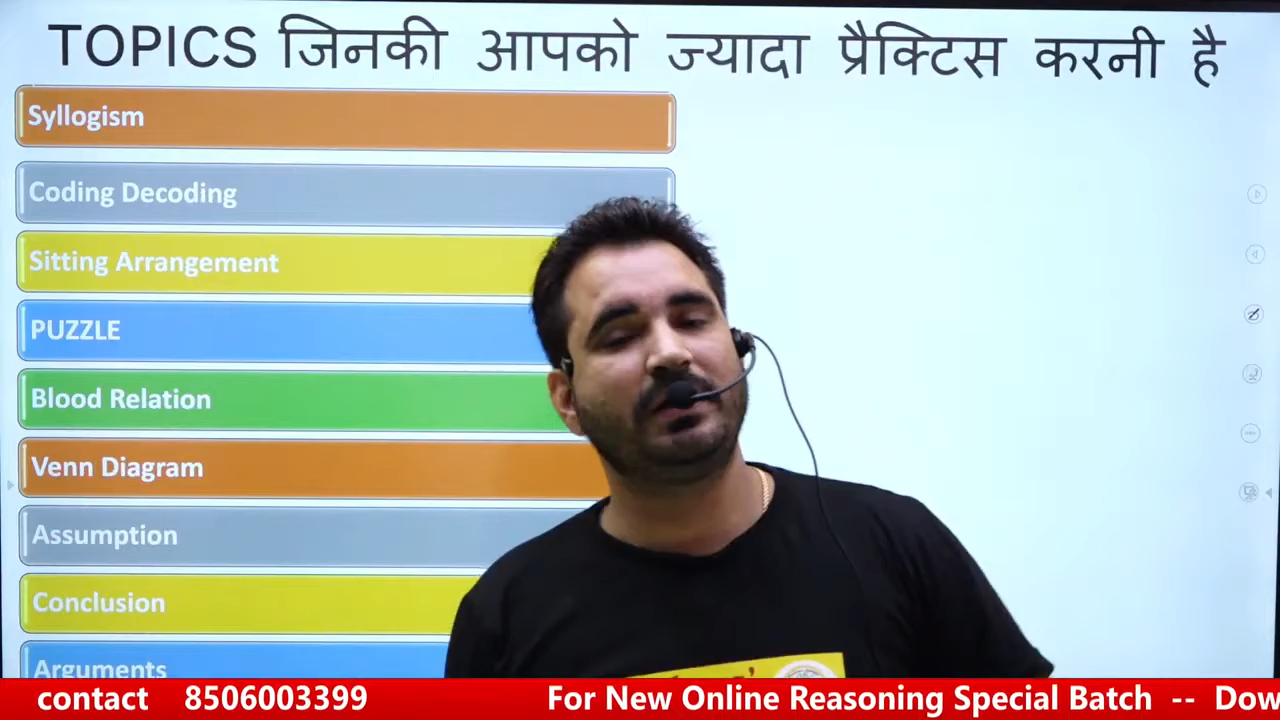 TOPICS जिनकी आपको ज्यादा प्रैक्टिस करनी है
Syllogism
Coding Decoding
Sitting Arrangement
PUZZLE
Blood Relation
Venn Diagram
Assumption
Conclusion
Arguments
contact 8506003399 For New Online Reasoning Special Batch -- Dow